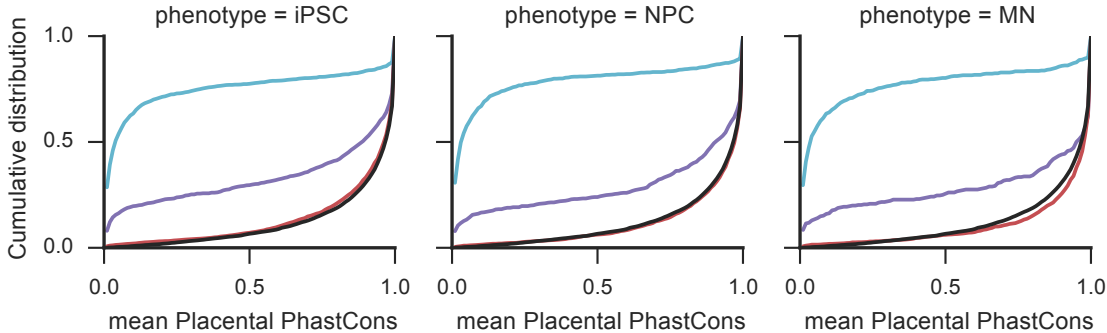 phenotype = iPSC
phenotype = NPC
phenotype = MN
Cumulative distribution
1.0
0.5
0.0
0.0 0.5 1.0
0.0 0.5 1.0
0.0 0.5 1.0
mean Placental PhastCons
mean Placental PhastCons
mean Placental PhastCons